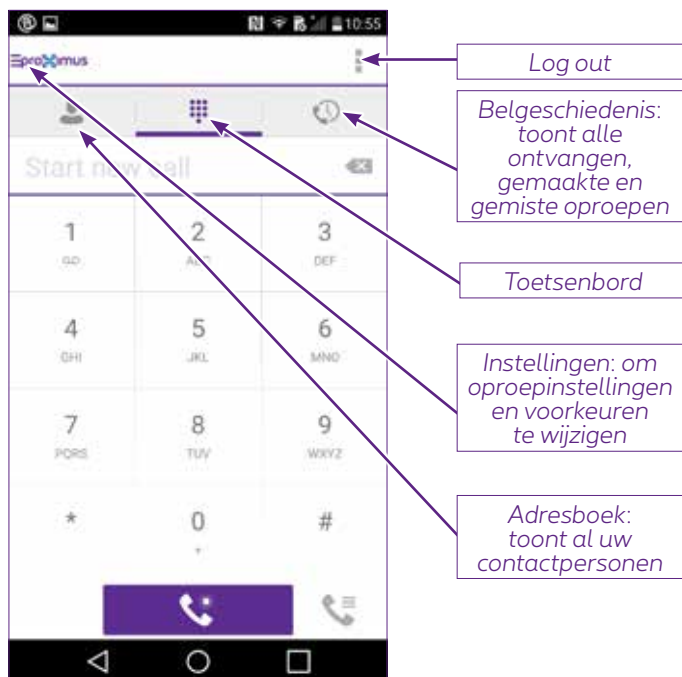 10:55
proximus
Start new call
1
2
3
DEF
4
GHI
5
JKL
6
MNO
7
PQRS
8
TUV
9
WXYZ
*
0
+
#
Log out
Belgeschiedenis:
toont alle
ontvangen,
gemaakte en
gemiste oproepen
Toetsenbord
Instellingen: om
oproepinstellingen
en voorkeuren
te wijzigen
Adresboek:
toont al uw
contactpersonen